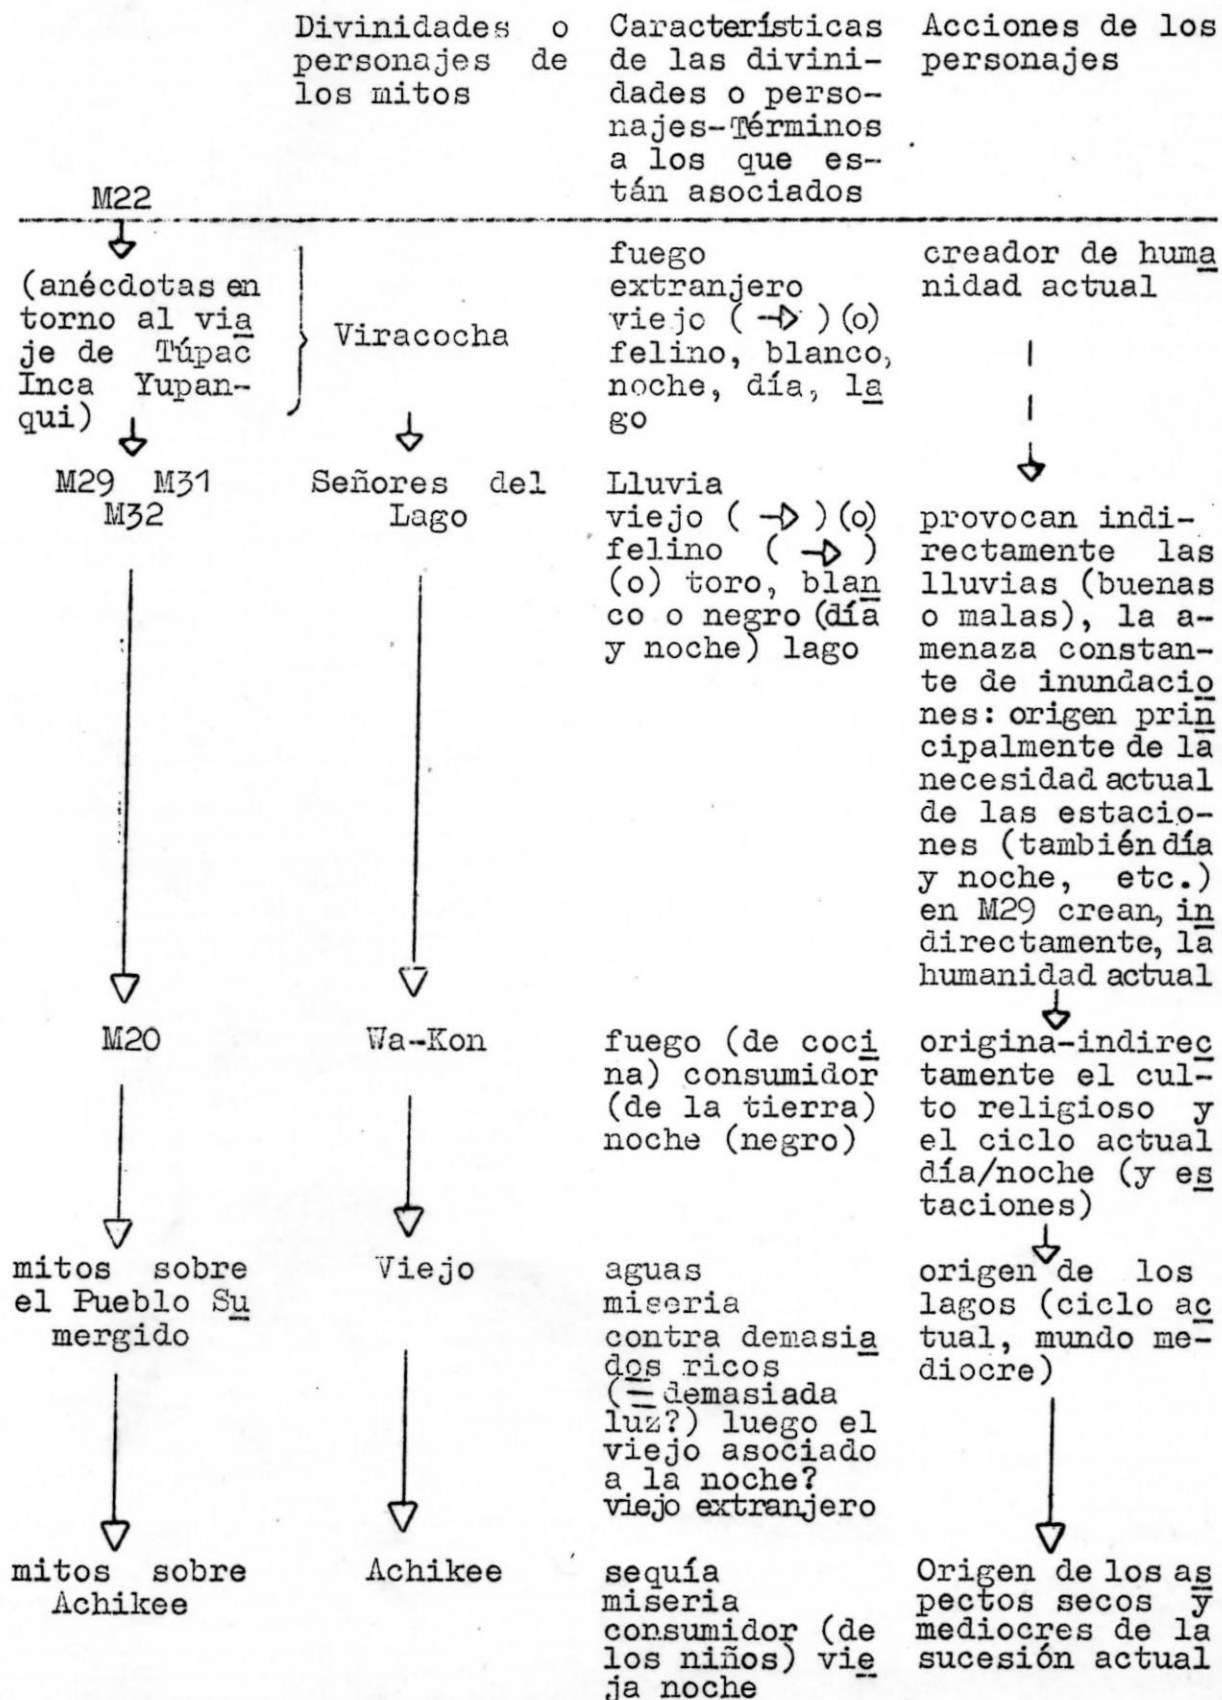 Divinidades o
personajes de
los mitos
Características
de las divini-
dades o perso-
najes-Términos
a los que es-
tán asociados
Acciones de los
personajes
M22
(anécdotas en
torno al via
je de Túpac
Inca Yupan-
qui)
Viracocha
fuego
extranjero
viejo ( → ) (o)
felino, blanco,
noche, día, la
go
creador de huma
nidad actual
M29 M31
M32
Señores del
Lago
Lluvia
viejo ( → ) (o)
felino ( → )
(o) toro, blan
co o negro (día
y noche) lago
provocan indi-
rectamente las
lluvias (buenas
o malas), la a-
menaza constan-
te de inundacio
nes: origen prin
cipalmente de la
necesidad actual
de las estacio-
nes (también día
y noche, etc.)
en M29 crean, in
directamente, la
humanidad actual
M20
Wa-Kon
fuego (de coci
na) consumidor
(de la tierra)
noche (negro)
origina-indirec
tamente el cul-
to religioso y
el ciclo actual
día/noche (y es
taciones)
mitos sobre
el Pueblo Su
mergido
Viejo
aguas
miseria
contra demasia
dos ricos
(≡ demasiada
luz?) luego el
viejo asociado
a la noche?
viejo extranjero
origen de los
lagos (ciclo ac
tual, mundo me-
diocre)
mitos sobre
Achikee
Achikee
sequía
miseria
consumidor (de
los niños) vie
ja noche
Origen de los as
pectos secos y
mediocres de la
sucesión actual